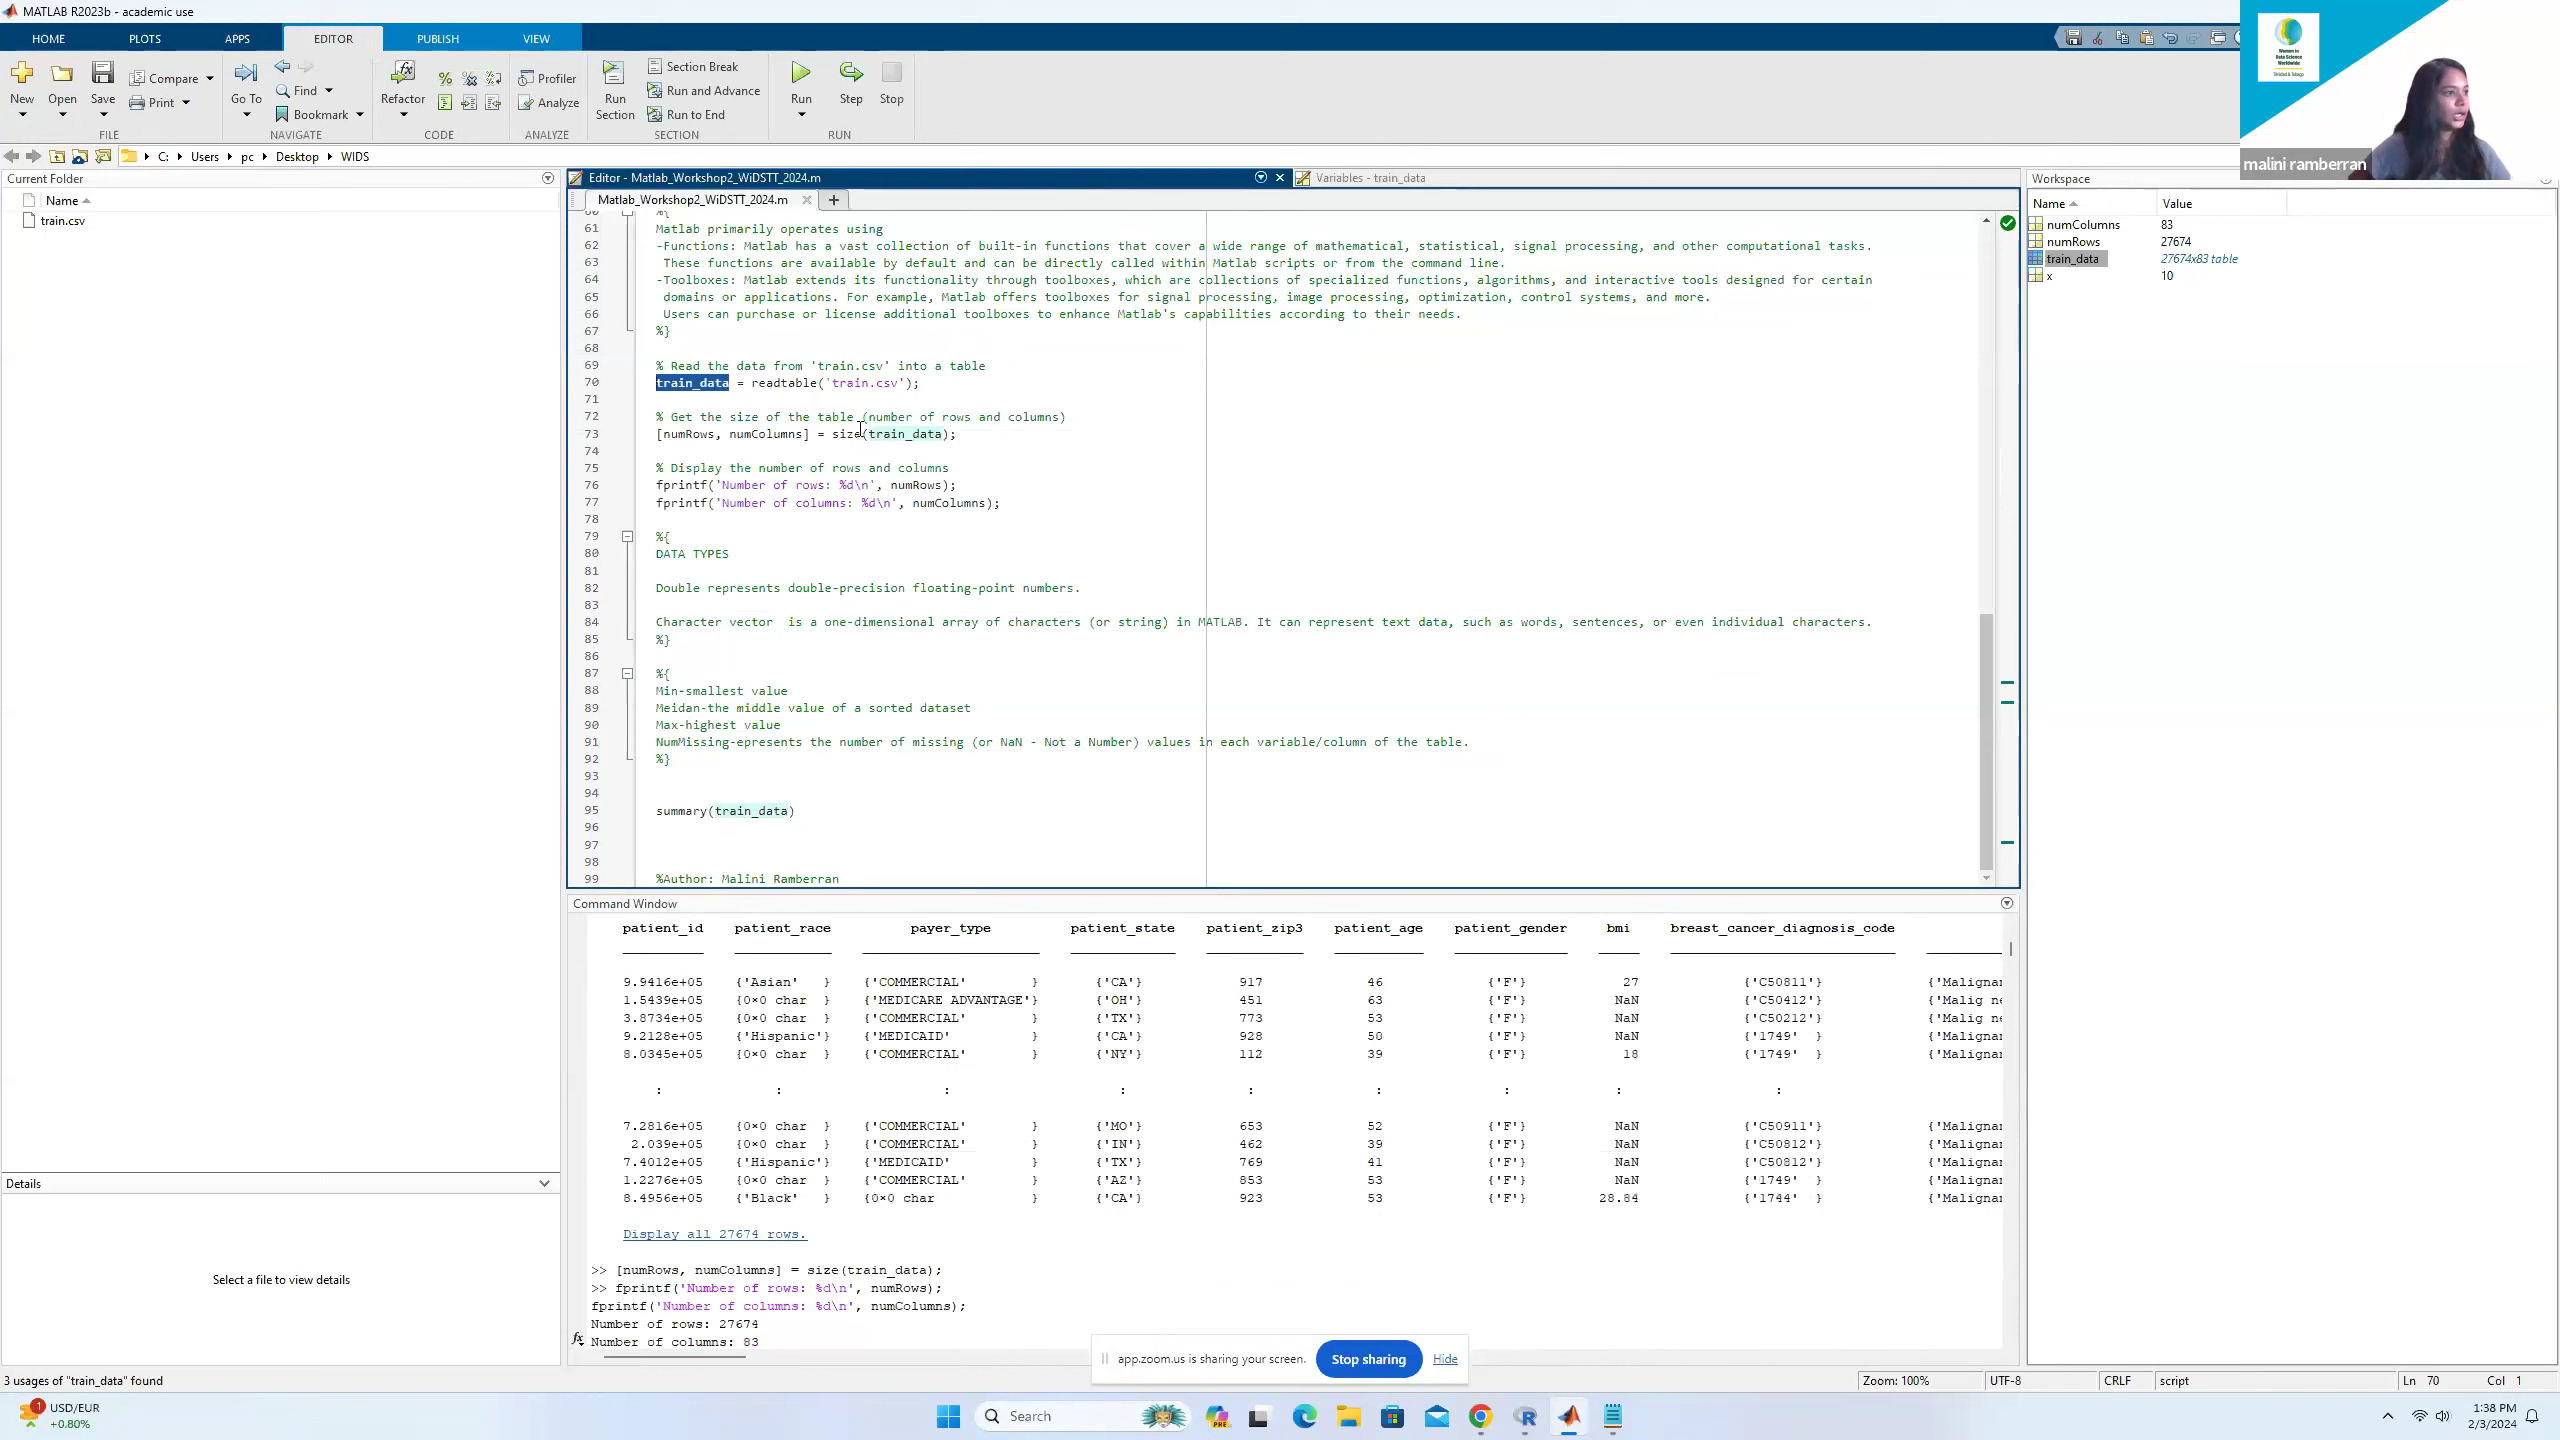 MATLAB R2023b - academic use
HOME PLOTS APPS EDITOR PUBLISH VIEW
New Open Save Compare Print
FILE
Go To Find Bookmark
NAVIGATE
Refactor
CODE
Profiler Analyze
ANALYZE
Run Section Section Break Run and Advance Run to End
SECTION
Run Step Stop
RUN
Women in Data Science Worldwide
Trinidad & Tobago
malini ramberran
C: Users pc Desktop WIDS
Current Folder
Name
train.csv
Details
Select a file to view details
Editor - Matlab_Workshop2_WiDSTT_2024.m
Variables - train_data
Matlab_Workshop2_WiDSTT_2024.m
60 %{
61 Matlab primarily operates using
62 -Functions: Matlab has a vast collection of built-in functions that cover a wide range of mathematical, statistical, signal processing, and other computational tasks.
63 These functions are available by default and can be directly called within Matlab scripts or from the command line.
64 -Toolboxes: Matlab extends its functionality through toolboxes, which are collections of specialized functions, algorithms, and interactive tools designed for certain
65 domains or applications. For example, Matlab offers toolboxes for signal processing, image processing, optimization, control systems, and more.
66 Users can purchase or license additional toolboxes to enhance Matlab's capabilities according to their needs.
67 %}
68
69 % Read the data from 'train.csv' into a table
70 train_data = readtable('train.csv');
71
72 % Get the size of the table (number of rows and columns)
73 [numRows, numColumns] = size(train_data);
74
75 % Display the number of rows and columns
76 fprintf('Number of rows: %d\n', numRows);
77 fprintf('Number of columns: %d\n', numColumns);
78
79 %{
80 DATA TYPES
81
82 Double represents double-precision floating-point numbers.
83
84 Character vector  is a one-dimensional array of characters (or string) in MATLAB. It can represent text data, such as words, sentences, or even individual characters.
85 %}
86
87 %{
88 Min-smallest value
89 Meidan-the middle value of a sorted dataset
90 Max-highest value
91 NumMissing-epresents the number of missing (or NaN - Not a Number) values in each variable/column of the table.
92 %}
93
94
95 summary(train_data)
96
97
98
99 %Author: Malini Ramberran
Command Window
patient_id patient_race payer_type patient_state patient_zip3 patient_age patient_gender bmi breast_cancer_diagnosis_code
9.9416e+05 {'Asian' } {'COMMERCIAL' } {'CA'} 917 46 {'F'} 27 {'C50811'} {'Malignan
1.5439e+05 {0×0 char } {'MEDICARE ADVANTAGE'} {'OH'} 451 63 {'F'} NaN {'C50412'} {'Malig ne
3.8734e+05 {0×0 char } {'COMMERCIAL' } {'TX'} 773 53 {'F'} NaN {'C50212'} {'Malig ne
9.2128e+05 {'Hispanic'} {'MEDICAID' } {'CA'} 928 50 {'F'} NaN {'1749' } {'Malignan
8.0345e+05 {0×0 char } {'COMMERCIAL' } {'NY'} 112 39 {'F'} 18 {'1749' } {'Malignan
: : : : : : : : :
7.2816e+05 {0×0 char } {'COMMERCIAL' } {'MO'} 653 52 {'F'} NaN {'C50911'} {'Malignan
2.039e+05 {0×0 char } {'COMMERCIAL' } {'IN'} 462 39 {'F'} NaN {'C50812'} {'Malignan
7.4012e+05 {'Hispanic'} {'MEDICAID' } {'TX'} 769 41 {'F'} NaN {'C50812'} {'Malignan
1.2276e+05 {0×0 char } {'COMMERCIAL' } {'AZ'} 853 53 {'F'} NaN {'1749' } {'Malignan
8.4956e+05 {'Black' } {0×0 char } {'CA'} 923 53 {'F'} 28.84 {'1744' } {'Malignan
Display all 27674 rows.
>> [numRows, numColumns] = size(train_data);
>> fprintf('Number of rows: %d\n', numRows);
fprintf('Number of columns: %d\n', numColumns);
Number of rows: 27674
Number of columns: 83
Workspace
Name Value
numColumns 83
numRows 27674
train_data 27674x83 table
x 10
app.zoom.us is sharing your screen. Stop sharing Hide
3 usages of "train_data" found
Zoom: 100% UTF-8 CRLF script Ln 70 Col 1
1 USD/EUR
+0.80%
Search
PRE
1:38 PM
2/3/2024